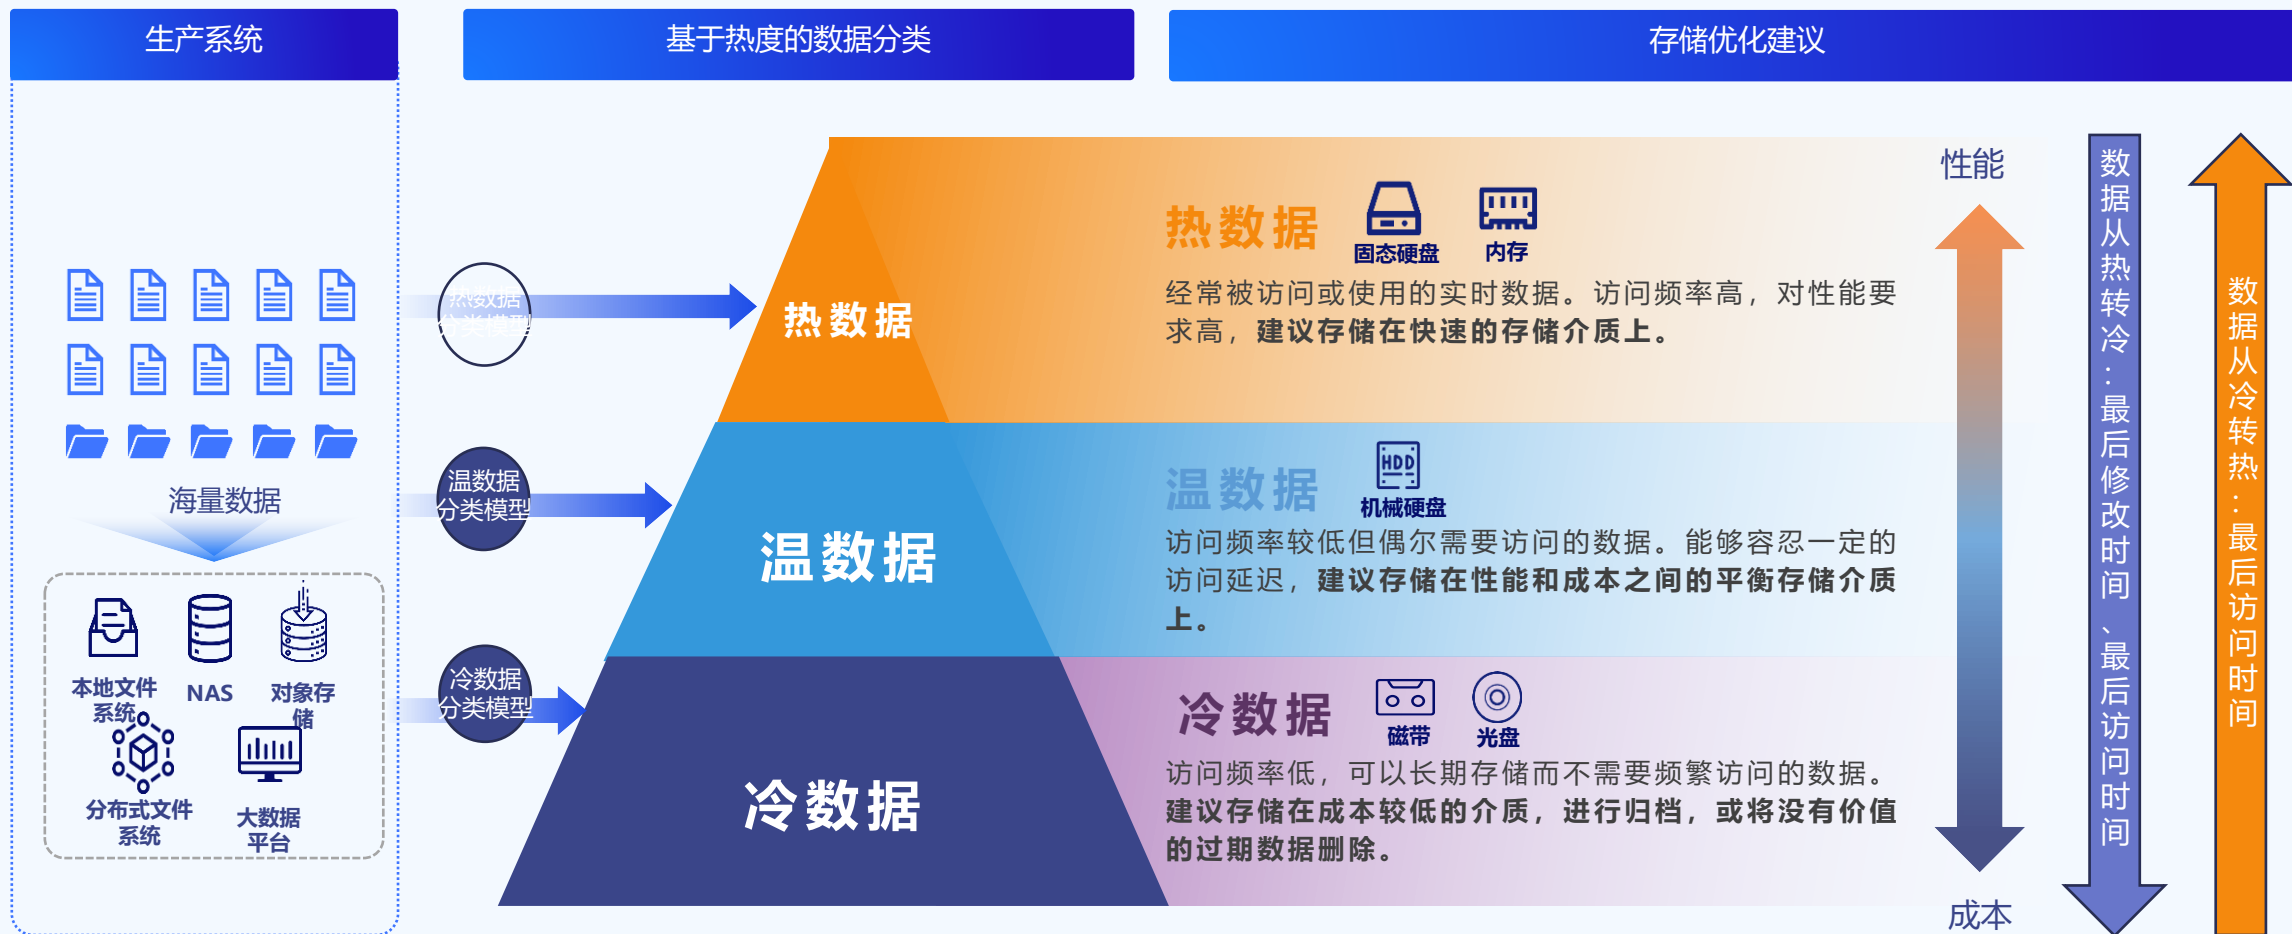 生产系统
基于热度的数据分类
存储优化建议
海量数据
本地文件
系统
NAS
对象存
储
分布式文件
系统
大数据
平台
热数据
分类模型
温数据
分类模型
冷数据
分类模型
热数据
温数据
冷数据
热数据
固态硬盘
内存
经常被访问或使用的实时数据。访问频率高，对性能要
求高，建议存储在快速的存储介质上。
温数据
HDD
机械硬盘
访问频率较低但偶尔需要访问的数据。能够容忍一定的
访问延迟，建议存储在性能和成本之间的平衡存储介质
上。
冷数据
磁带
光盘
访问频率低，可以长期存储而不需要频繁访问的数据。
建议存储在成本较低的介质，进行归档，或将没有价值
的过期数据删除。
性能
成本
数据从热转冷：最后修改时间、最后访问时间
数据从冷转热：最后访问时间